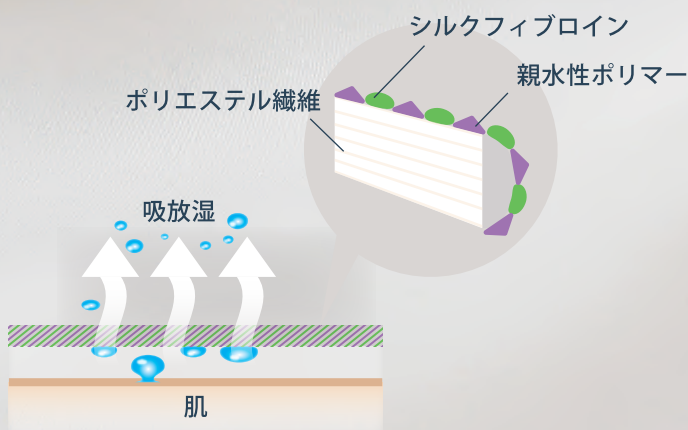 シルクフィブロイン
親水性ポリマー
ポリエステル繊維
吸放湿
肌